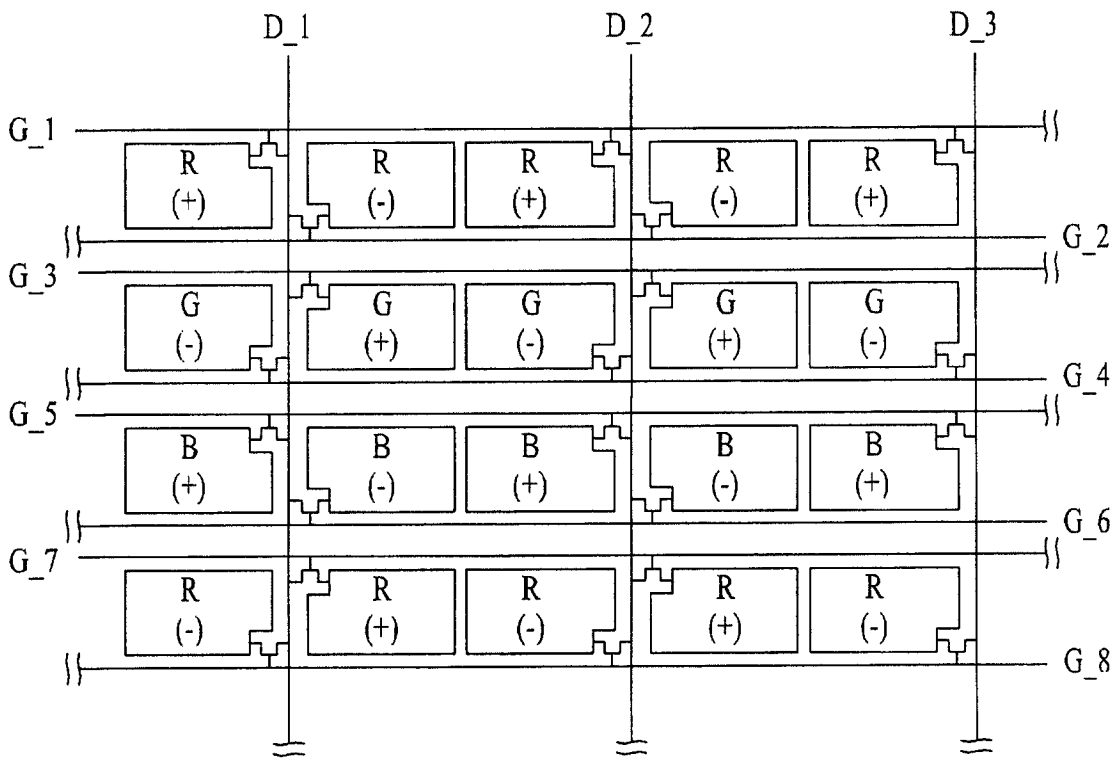 D_1 D_2 D_3
G_1
R R R R R
(+) (-) (+) (-) (+)
G_2
G_3
G G G G G
(-) (+) (-) (+) (-)
G_4
G_5
B B B B B
(+) (-) (+) (-) (+)
G_6
G_7
R R R R R
(-) (+) (-) (+) (-)
G_8